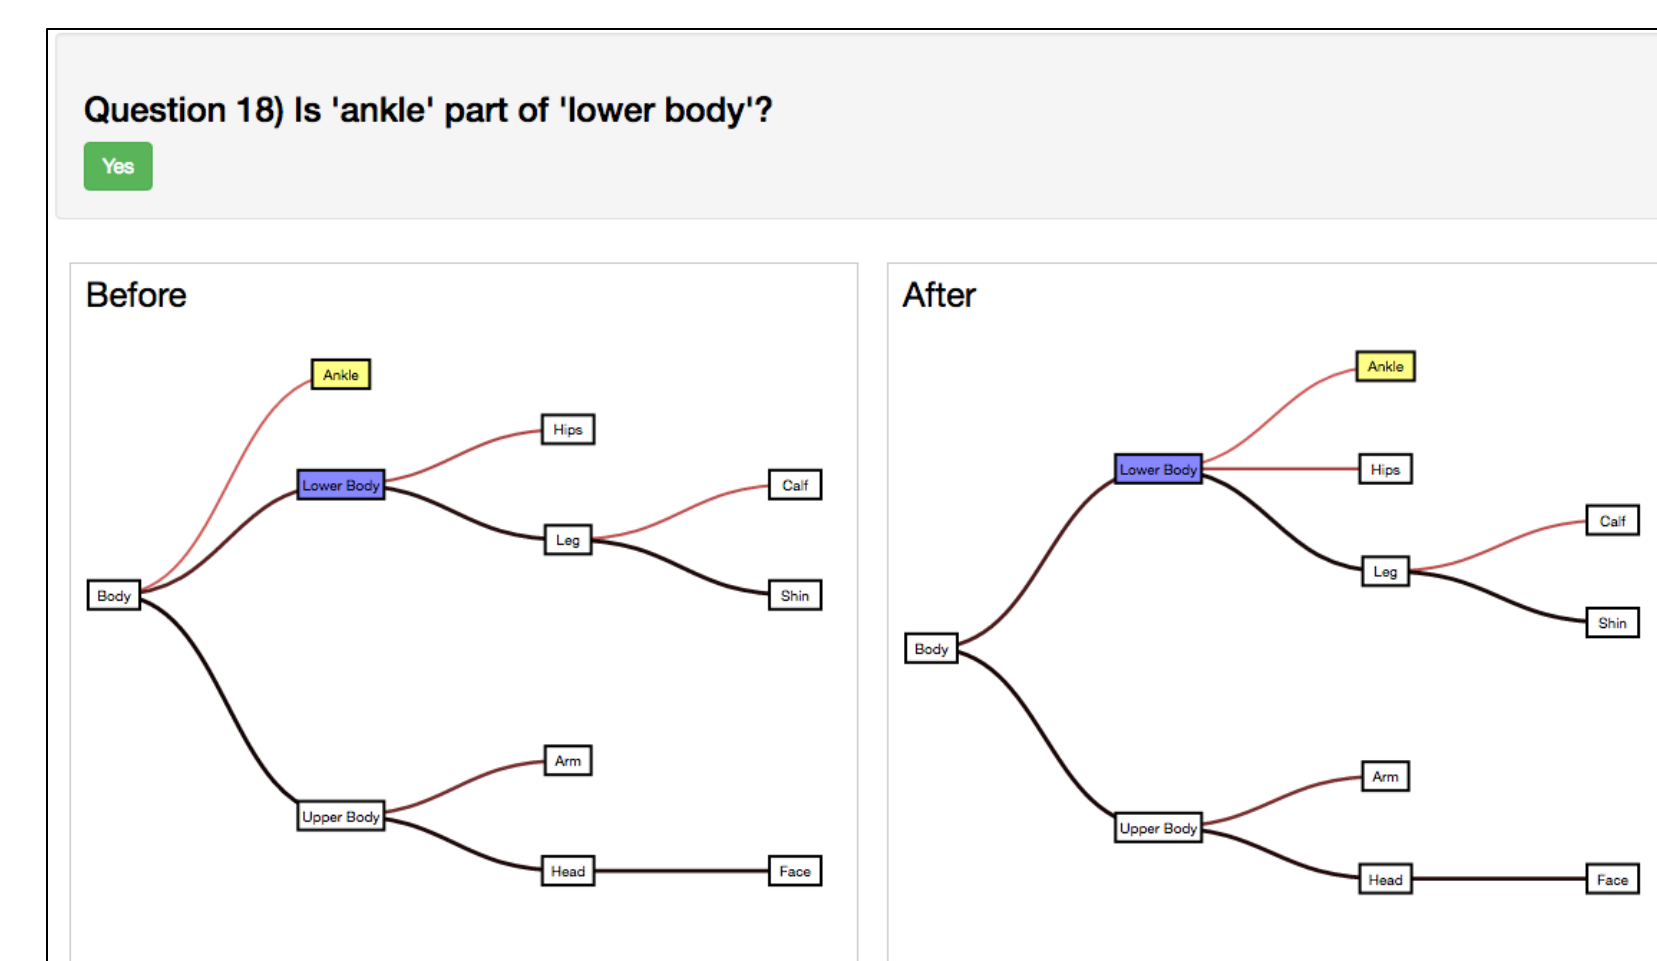 Question 18) Is 'ankle' part of 'lower body'?
Yes
Before
Ankle
Hips
Lower Body
Calf
Leg
Body
Shin
Arm
Upper Body
Head
Face
After
Ankle
Lower Body
Hips
Calf
Leg
Shin
Body
Arm
Upper Body
Head
Face